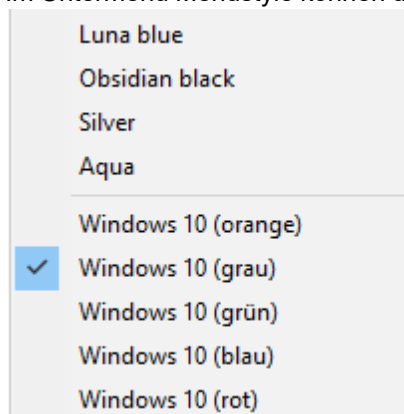 Luna blue
Obsidian black
Silver
Aqua
Windows 10 (orange)
Windows 10 (grau)
Windows 10 (grün)
Windows 10 (blau)
Windows 10 (rot)